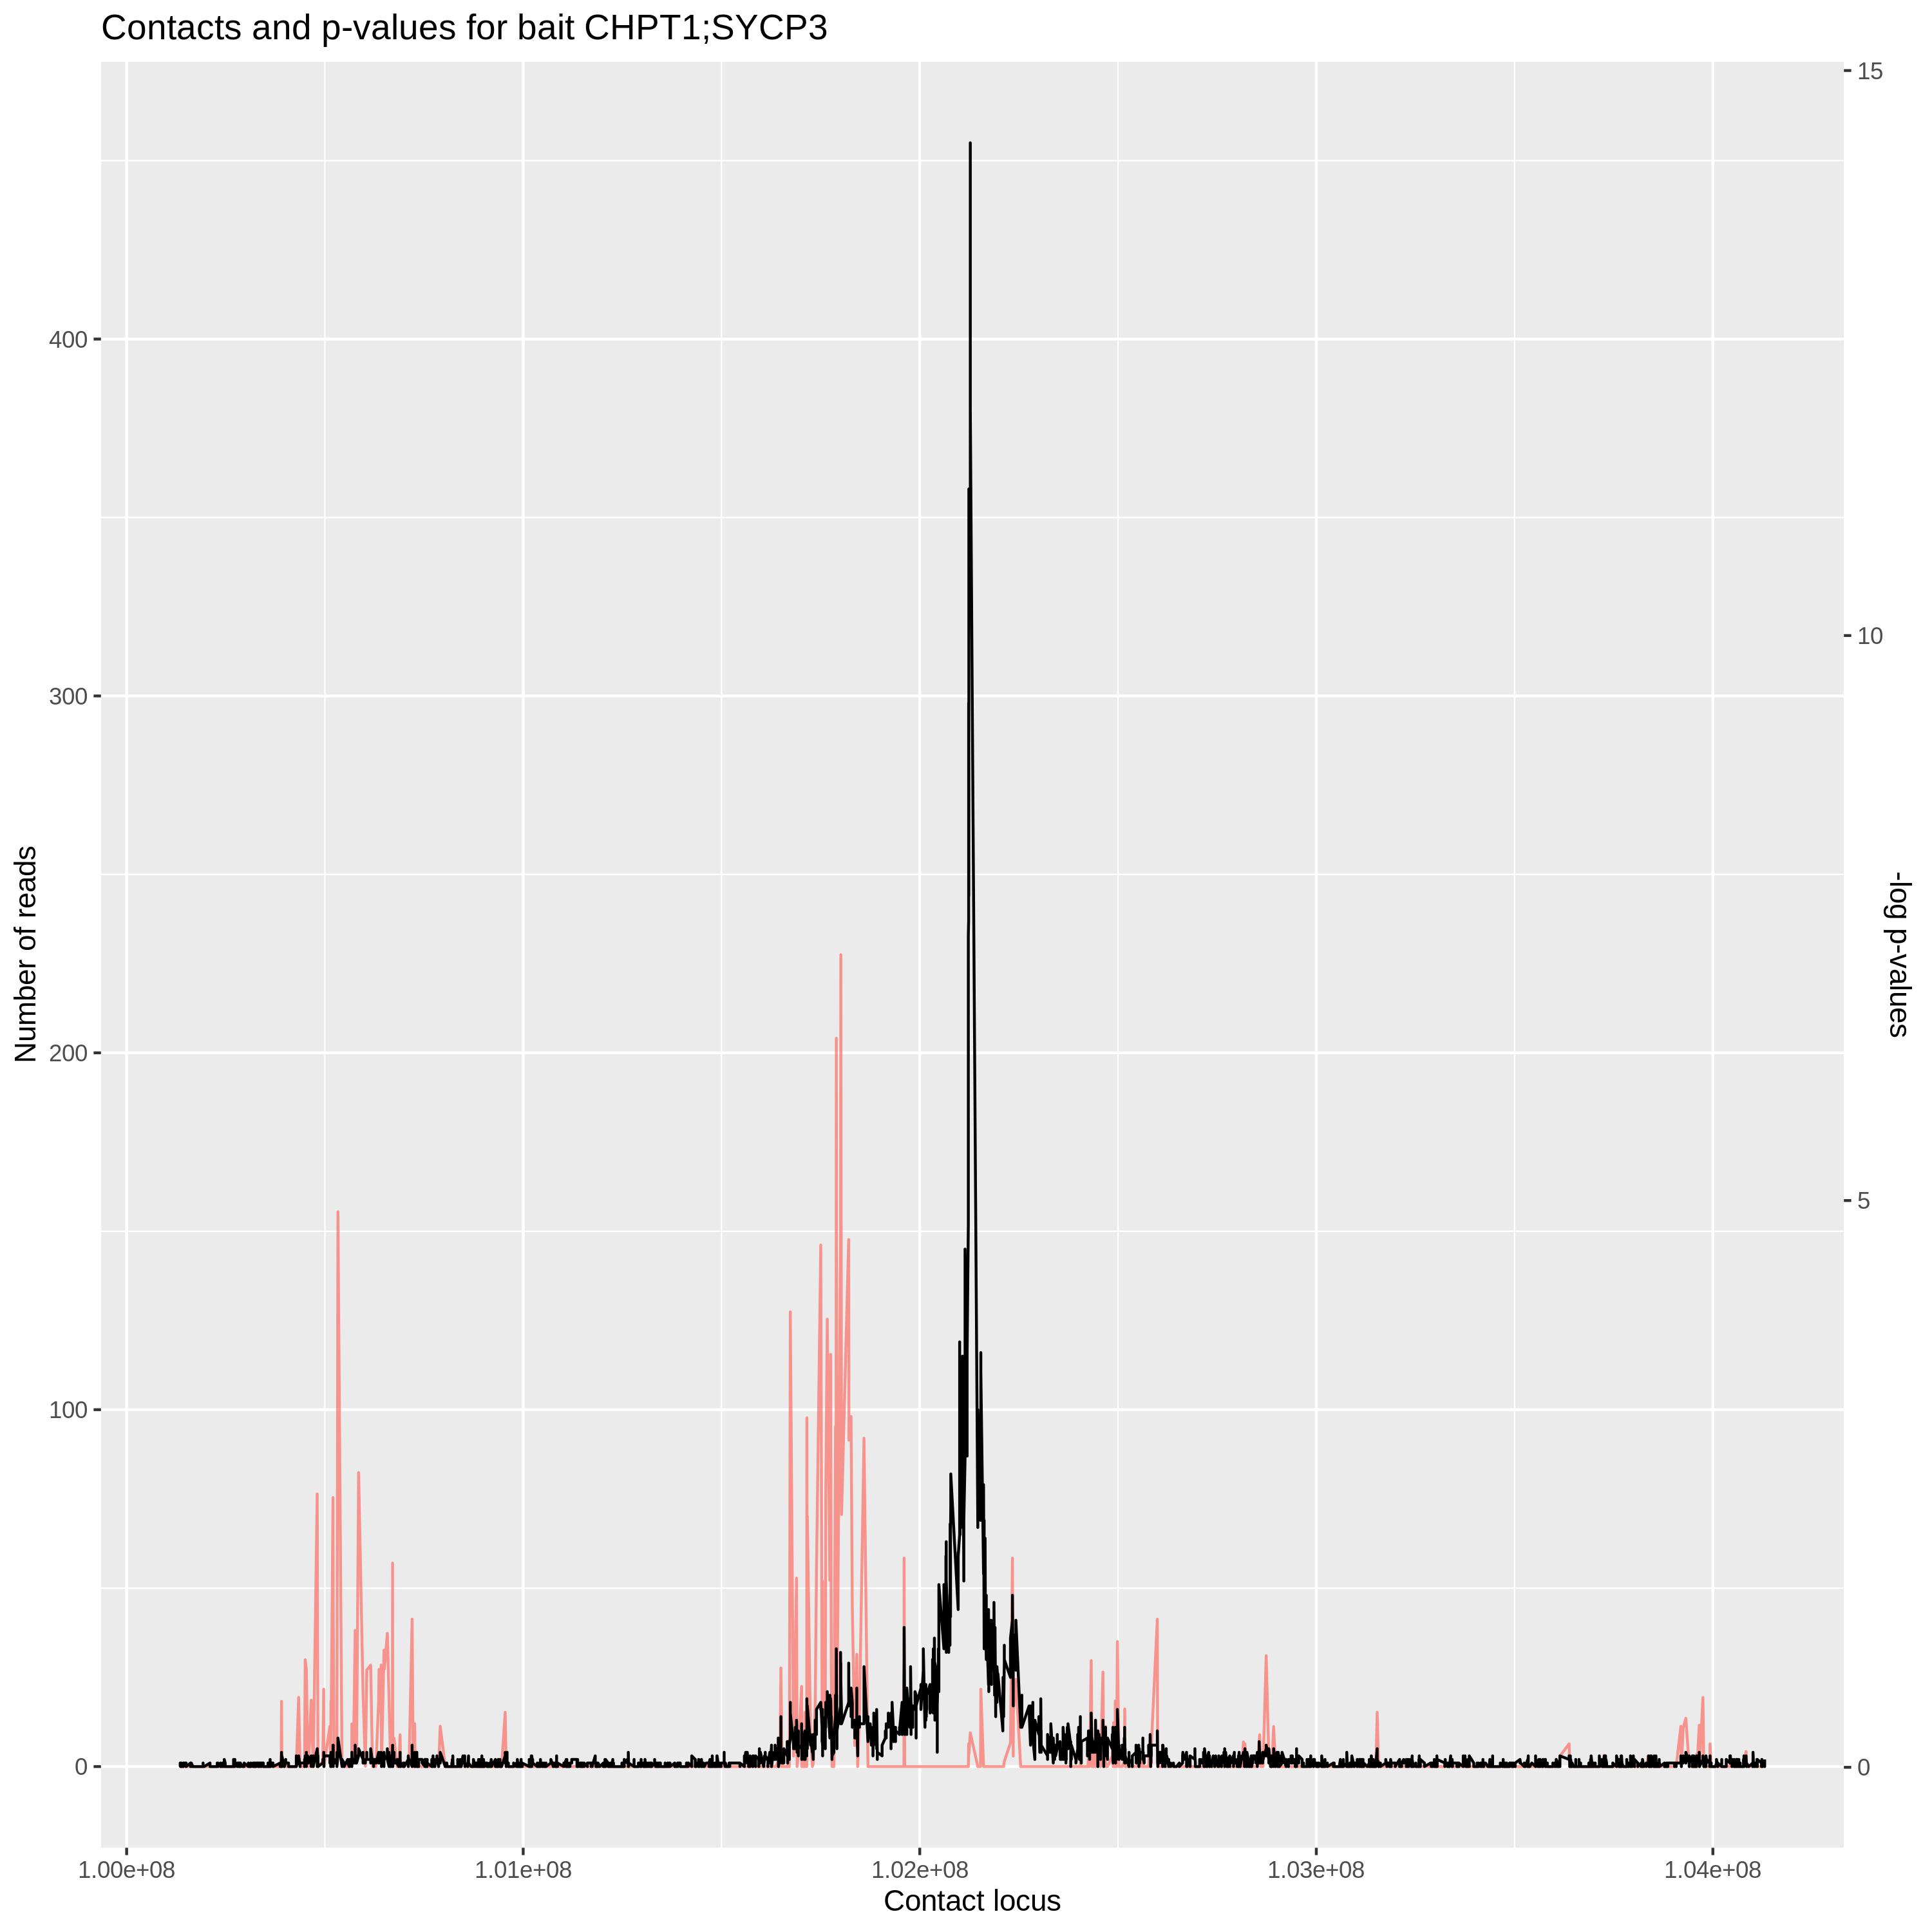 Contacts and p-values for bait CHPT1;SYCP3
15
400
10
300
Number of reads
-log p-values
200
5
100
0
0
1.00e+08 1.01e+08 1.02e+08 1.03e+08 1.04e+08
Contact locus